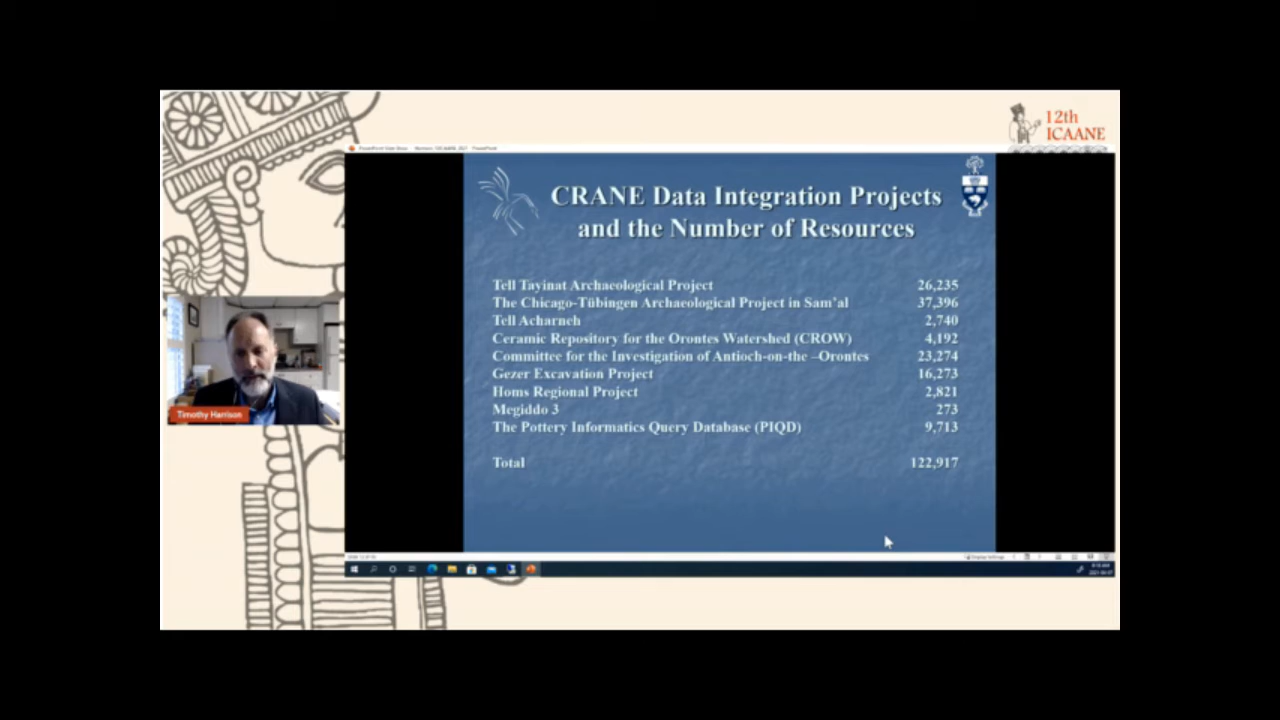 12th
ICAANE
CRANE Data Integration Projects
and the Number of Resources
Tell Tayinat Archaeological Project 26,235
The Chicago-Tübingen Archaeological Project in Sam'al 37,396
Tell Acharneh 2,740
Ceramic Repository for the Orontes Watershed (CROW) 4,192
Committee for the Investigation of Antioch-on-the –Orontes 23,274
Gezer Excavation Project 16,273
Homs Regional Project 2,821
Megiddo 3 273
The Pottery Informatics Query Database (PIQD) 9,713
Total 122,917
Timothy Harrison